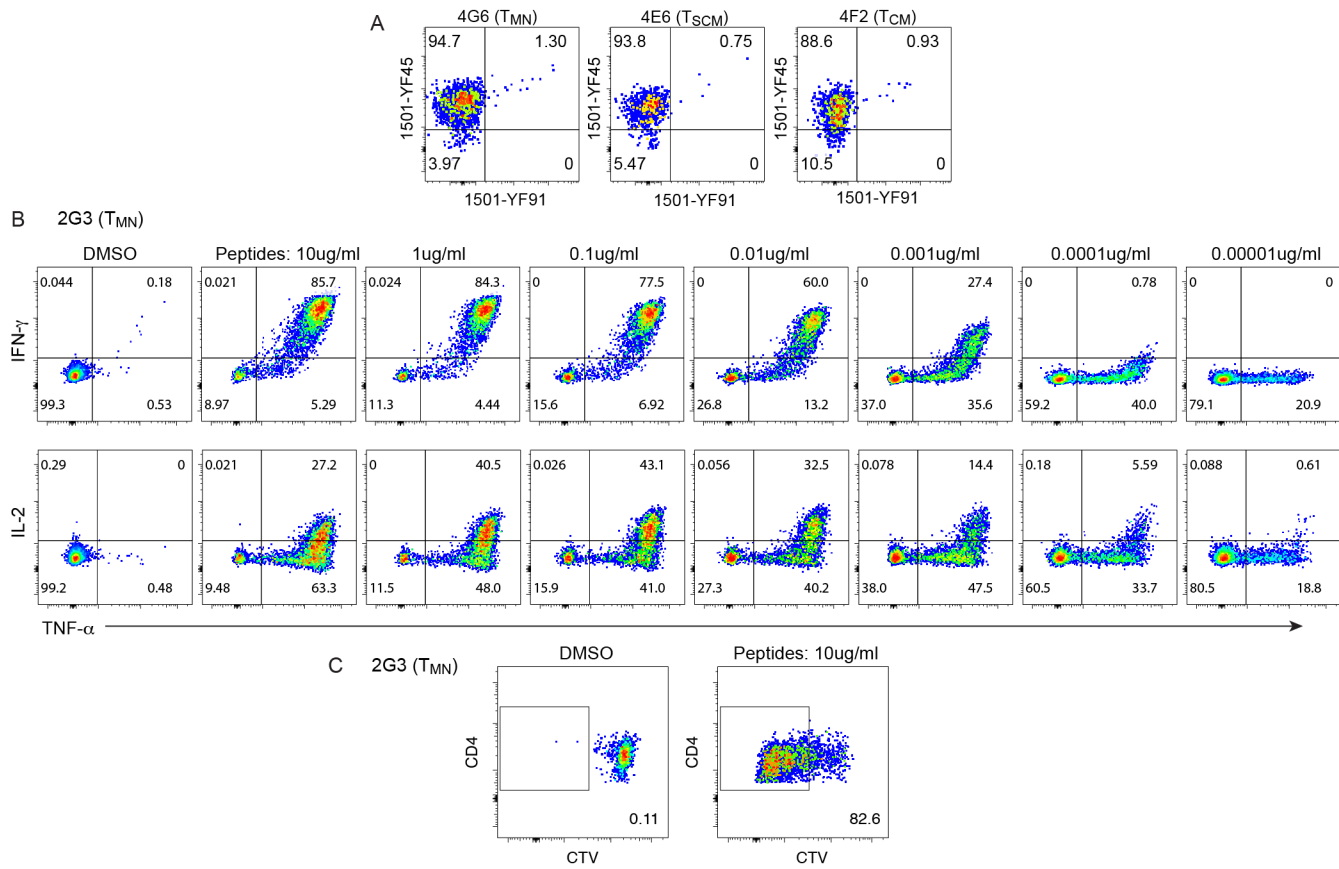 A
4G6 (TMN)
4E6 (TSCM)
4F2 (TCM)
1501-YF45
94.7
1.30
3.97
0
1501-YF91
1501-YF45
93.8
0.75
5.47
0
1501-YF91
1501-YF45
88.6
0.93
10.5
0
1501-YF91
B
2G3 (TMN)
DMSO
Peptides: 10ug/ml
1ug/ml
0.1ug/ml
0.01ug/ml
0.001ug/ml
0.0001ug/ml
0.00001ug/ml
IFN-γ
0.044 0.18
0.021 85.7
0.024 84.3
0 77.5
0 60.0
0 27.4
0 0.78
0 0
99.3 0.53
8.97 5.29
11.3 4.44
15.6 6.92
26.8 13.2
37.0 35.6
59.2 40.0
79.1 20.9
IL-2
0.29 0
0.021 27.2
0 40.5
0.026 43.1
0.056 32.5
0.078 14.4
0.18 5.59
0.088 0.61
99.2 0.48
9.48 63.3
11.5 48.0
15.9 41.0
27.3 40.2
38.0 47.5
60.5 33.7
80.5 18.8
TNF-α
C
2G3 (TMN)
DMSO
Peptides: 10ug/ml
CD4
0.11
CTV
CD4
82.6
CTV